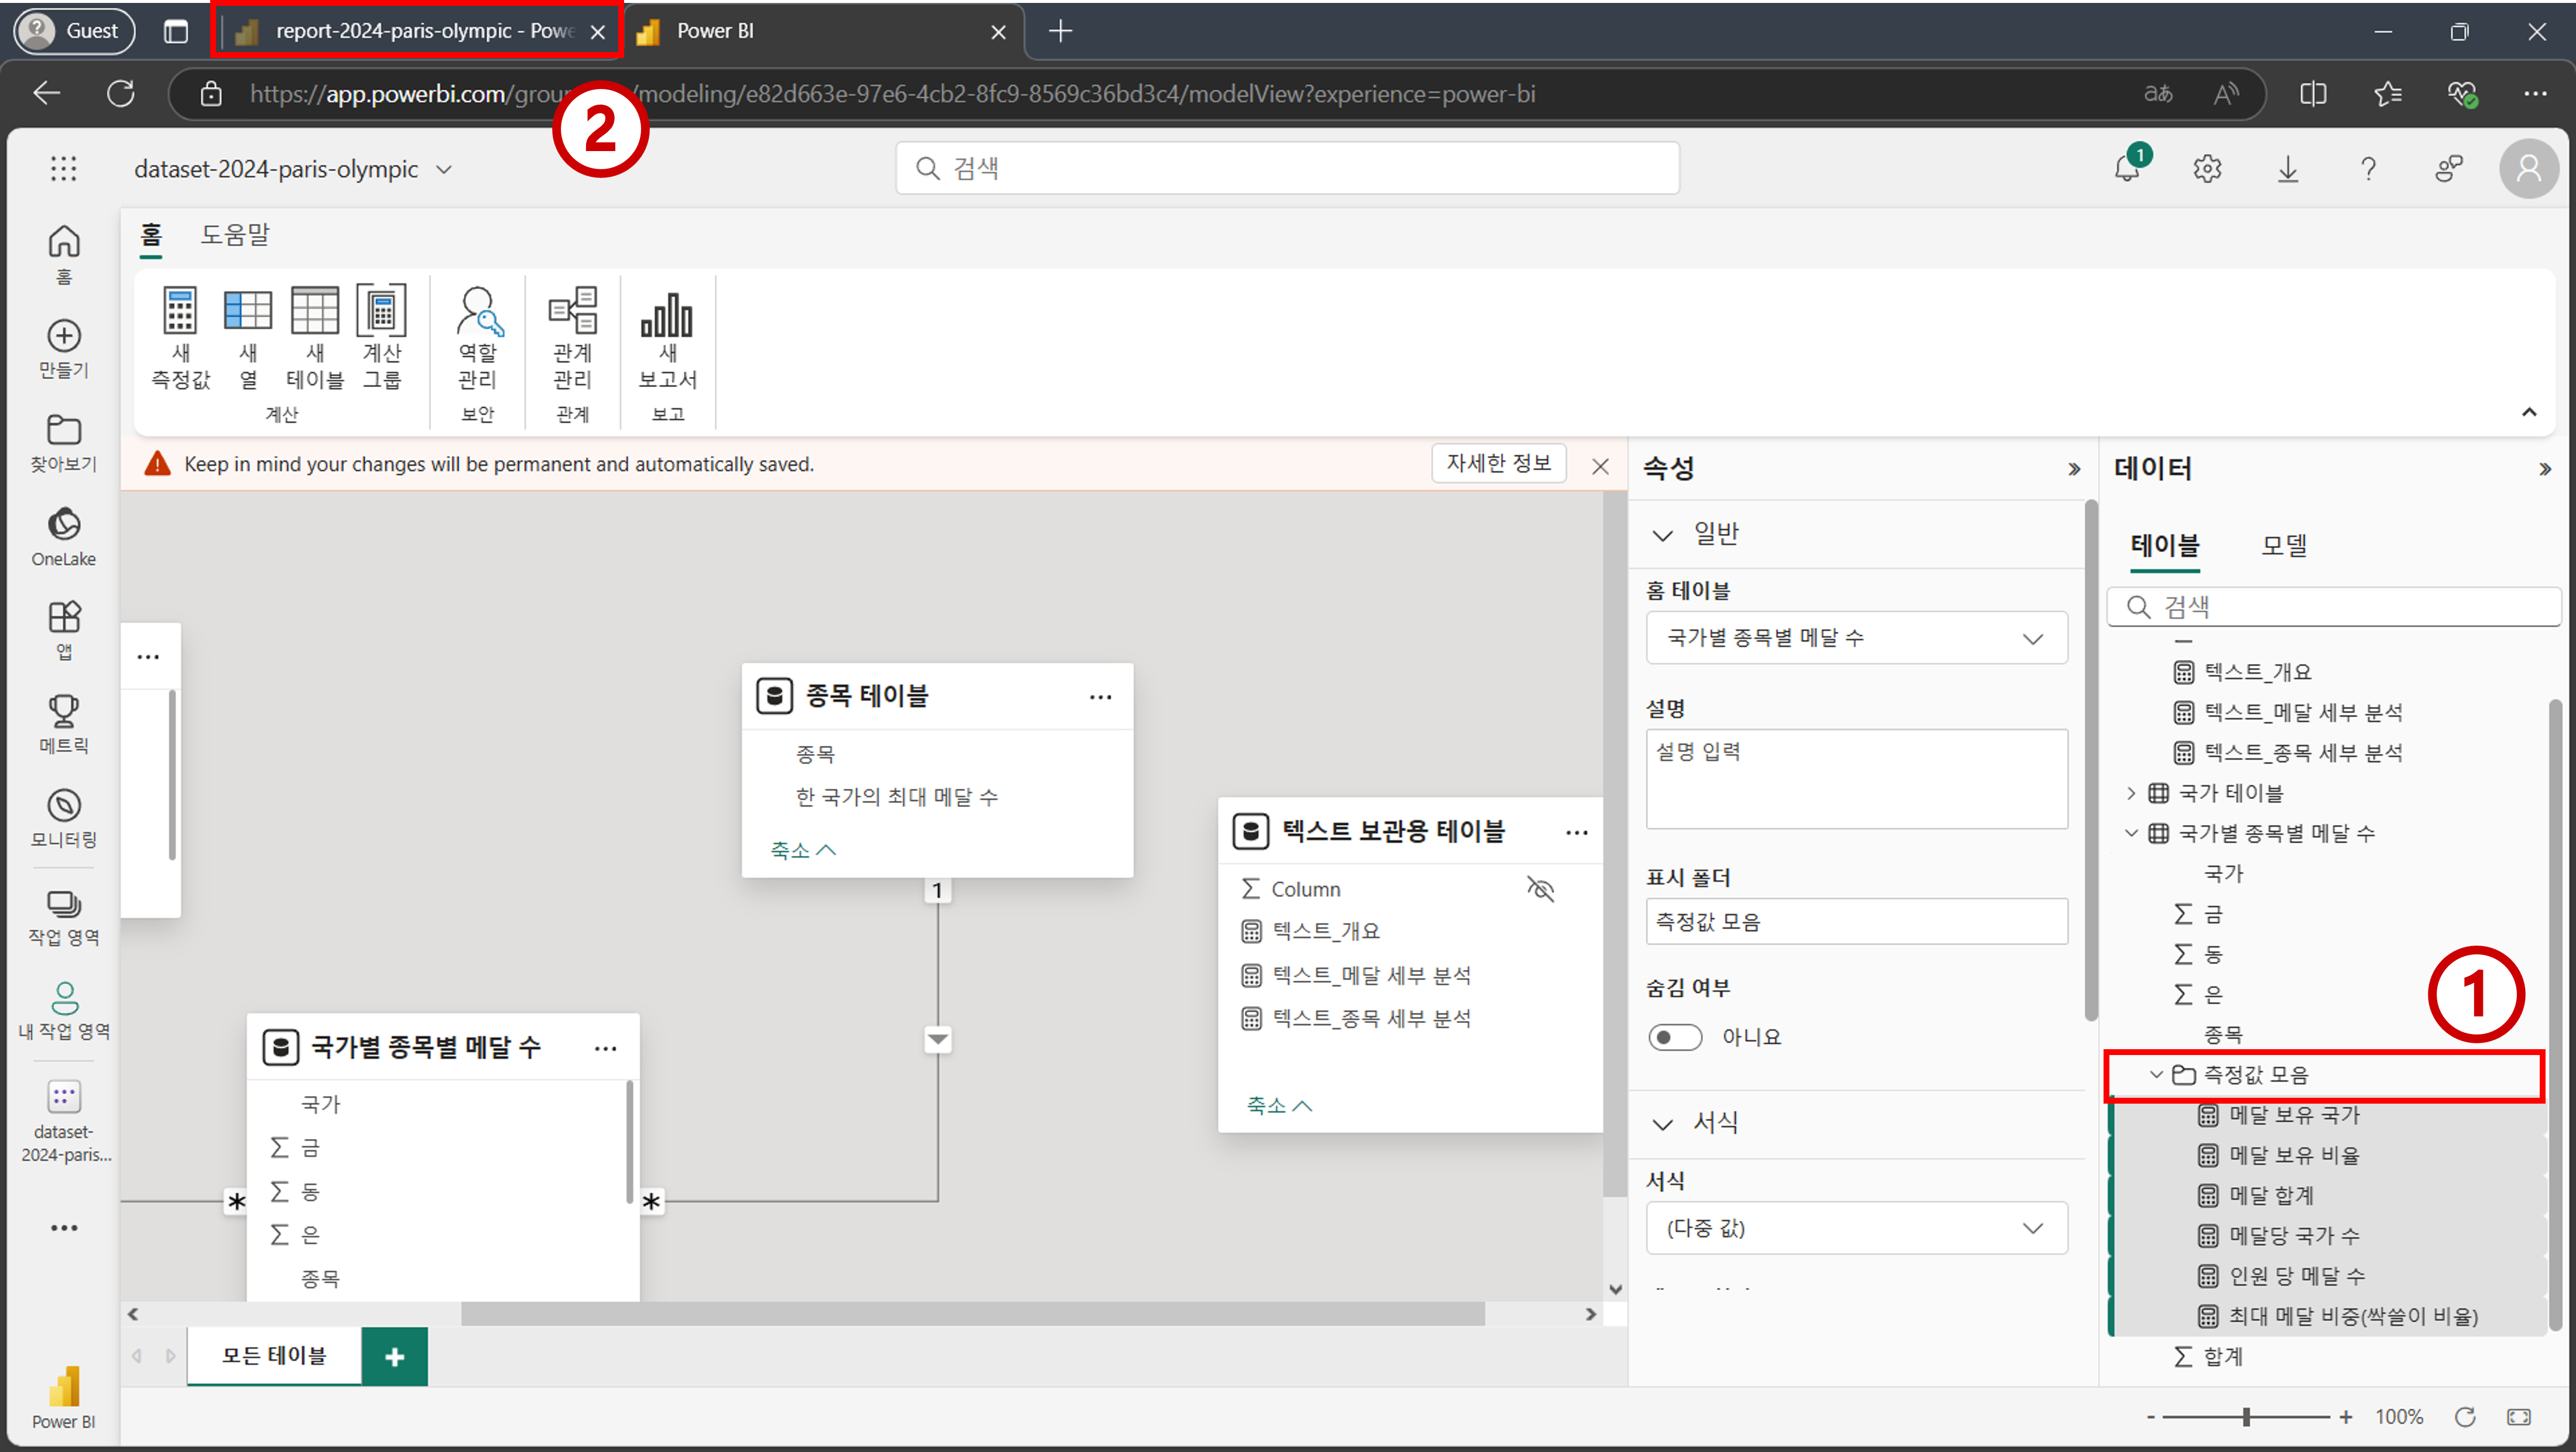 Guest
report-2024-paris-olympic - Powe
Power BI
https://app.powerbi.com/grou
/modeling/e82d663e-97e6-4cb2-8fc9-8569c36bd3c4/modelView?experience=power-bi
aあ
2
dataset-2024-paris-olympic
검색
1
홈
도움말
새 측정값
새 열
새 테이블
계산 그룹
역할 관리
관계 관리
새 보고서
계산
보안
관계
보고
홈
만들기
찾아보기
OneLake
앱
메트릭
모니터링
작업 영역
내 작업 영역
dataset-
2024-paris...
Power BI
Keep in mind your changes will be permanent and automatically saved.
자세한 정보
종목 테이블
종목
한 국가의 최대 메달 수
축소
1
텍스트 보관용 테이블
Σ Column
텍스트_개요
텍스트_메달 세부 분석
텍스트_종목 세부 분석
축소
국가별 종목별 메달 수
국가
Σ 금
Σ 동
Σ 은
종목
*
*
모든 테이블
속성
일반
홈 테이블
국가별 종목별 메달 수
설명
설명 입력
표시 폴더
측정값 모음
숨김 여부
아니요
서식
서식
(다중 값)
데이터
테이블
모델
검색
텍스트_개요
텍스트_메달 세부 분석
텍스트_종목 세부 분석
국가 테이블
국가별 종목별 메달 수
국가
Σ 금
Σ 동
Σ 은
종목
1
측정값 모음
메달 보유 국가
메달 보유 비율
메달 합계
메달당 국가 수
인원 당 메달 수
최대 메달 비중(싹쓸이 비율)
Σ 합계
- + 100%